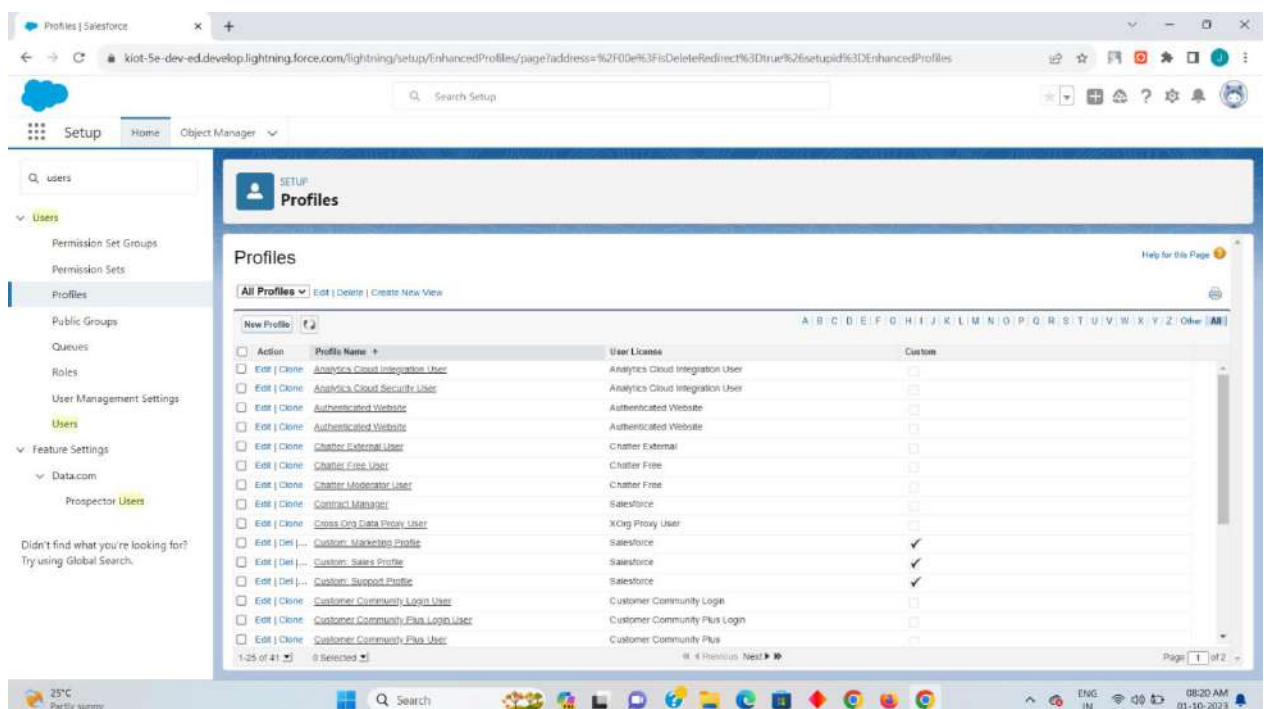 Profiles | Salesforce
kiot-5e-dev-ed.develop.lightning.force.com/lightning/setup/EnhancedProfiles/page?address=%2F00e%3FisDeleteRedirect%3Dtrue%26setupid%3DEnhancedProfiles
Search Setup
Setup Home Object Manager
users
Users
Permission Set Groups
Permission Sets
Profiles
Public Groups
Queues
Roles
User Management Settings
Users
Feature Settings
Data.com
Prospector Users
Didn't find what you're looking for?
Try using Global Search.
SETUP
Profiles
Profiles
Help for this Page
All Profiles Edit | Delete | Create New View
New Profile A | B | C | D | E | F | G | H | I | J | K | L | M | N | O | P | Q | R | S | T | U | V | W | X | Y | Z | Other | All
Action Profile Name User License Custom
Edit | Clone Analytics Cloud Integration User Analytics Cloud Integration User
Edit | Clone Analytics Cloud Security User Analytics Cloud Integration User
Edit | Clone Authenticated Website Authenticated Website
Edit | Clone Authenticated Website Authenticated Website
Edit | Clone Chatter External User Chatter External
Edit | Clone Chatter Free User Chatter Free
Edit | Clone Chatter Moderator User Chatter Free
Edit | Clone Contract Manager Salesforce
Edit | Clone Cross Org Data Proxy User XOrg Proxy User
Edit | Del |... Custom: Marketing Profile Salesforce
Edit | Del |... Custom: Sales Profile Salesforce
Edit | Del |... Custom: Support Profile Salesforce
Edit | Clone Customer Community Login User Customer Community Login
Edit | Clone Customer Community Plus Login User Customer Community Plus Login
Edit | Clone Customer Community Plus User Customer Community Plus
1-25 of 41 0 Selected Previous Next Page 1 of 2
25°C
Partly sunny
Search
ENG
IN
08:20 AM
01-10-2023